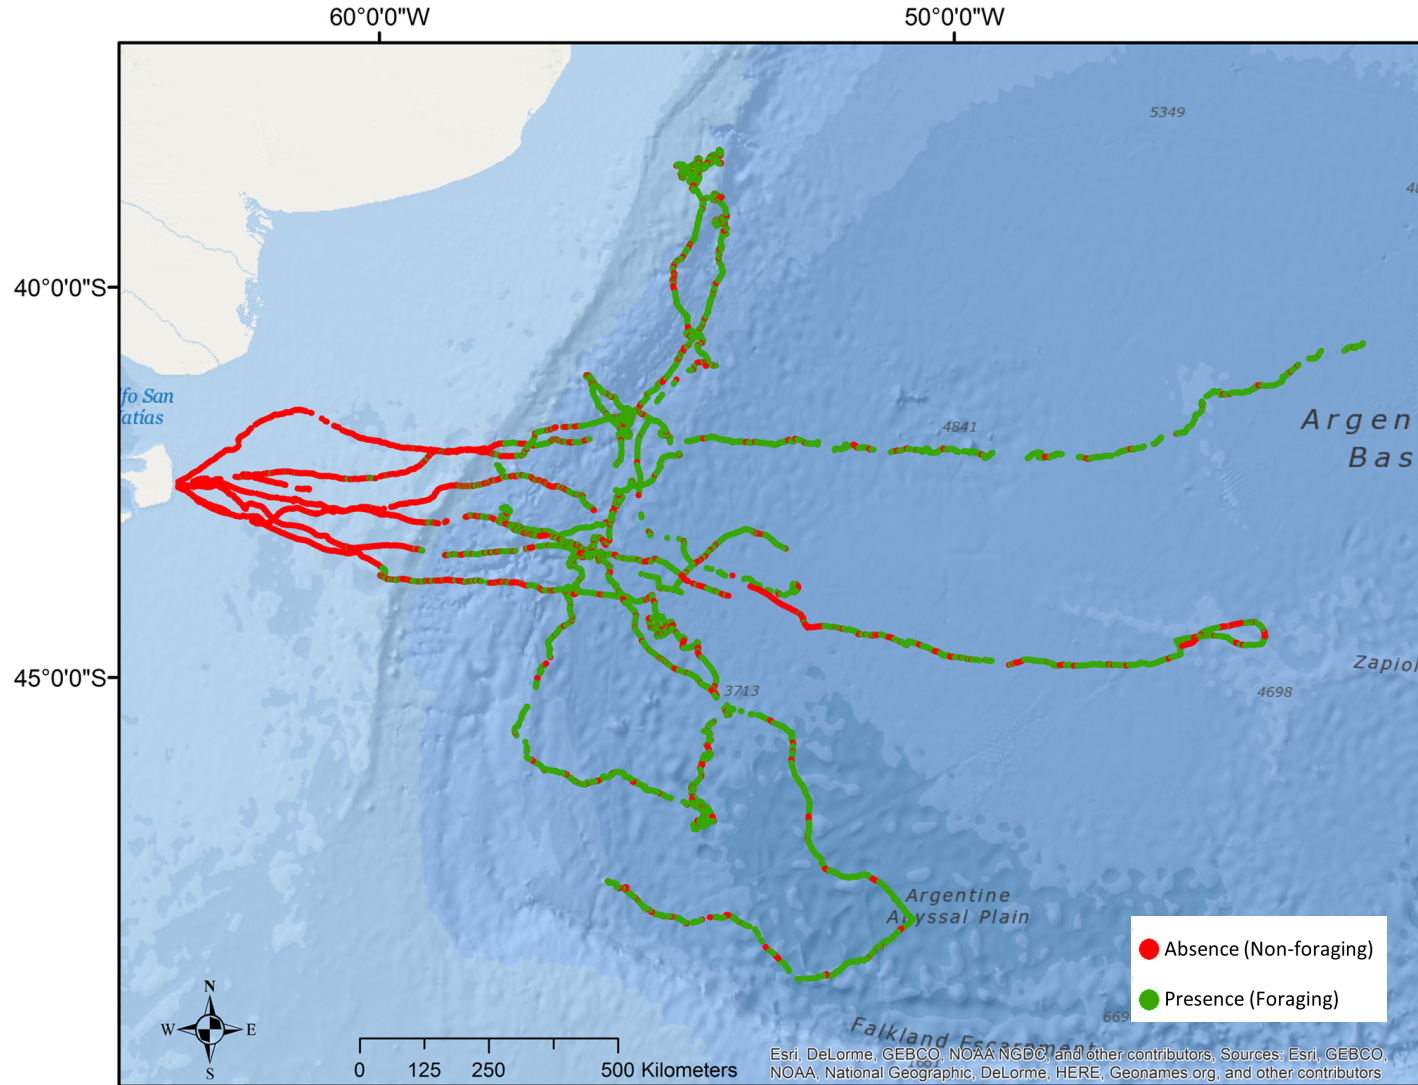 60°0'0"W
50°0'0"W
5349
48
40°0'0"S
fo San
atías
4841
Argen
Bas
45°0'0"S
3713
Zapiol
4698
Argentine
Abyssal Plain
Absence (Non-foraging)
Presence (Foraging)
N
W
E
S
669
Falkland Escarpment
1661
0 125 250 500 Kilometers
Esri, DeLorme, GEBCO, NOAA NGDC, and other contributors, Sources: Esri, GEBCO,
NOAA, National Geographic, DeLorme, HERE, Geonames.org, and other contributors